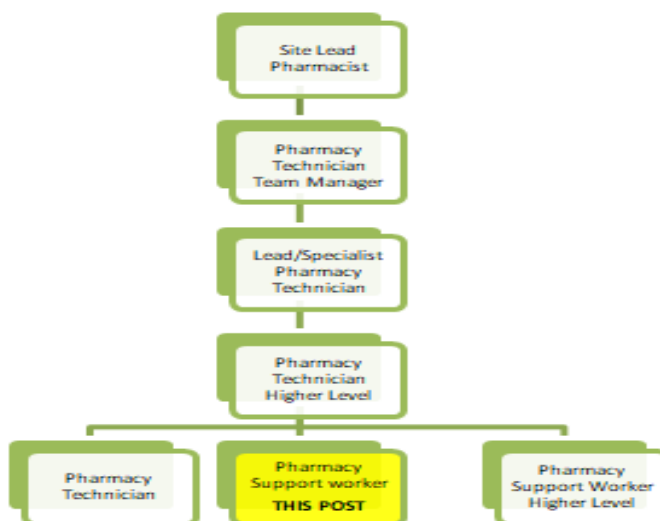 Site Lead
Pharmacist
Pharmacy
Technician
Team Manager
Lead/Specialist
Pharmacy
Technician
Pharmacy
Technician
Higher Level
Pharmacy
Technician
Pharmacy
Support worker
THIS POST
Pharmacy
Support Worker
Higher Level